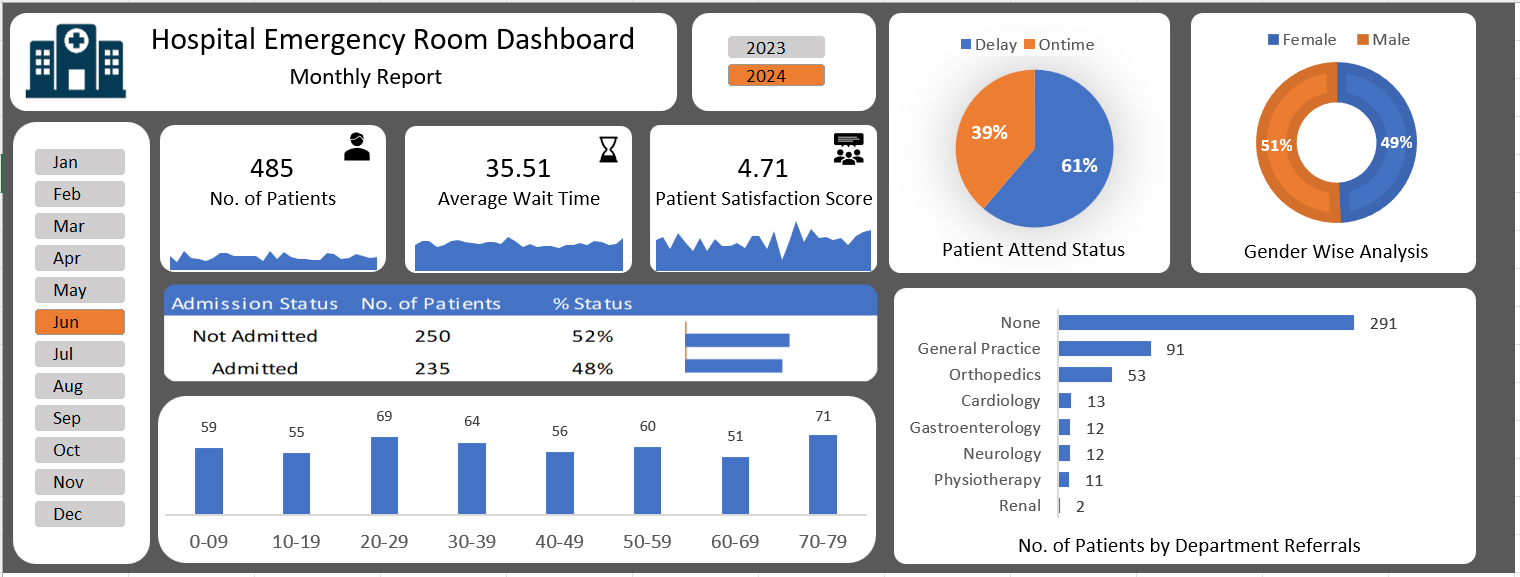 Hospital Emergency Room Dashboard
Monthly Report
2023
2024
Jan
Feb
Mar
Apr
May
Jun
Jul
Aug
Sep
Oct
Nov
Dec
485
No. of Patients
35.51
Average Wait Time
4.71
Patient Satisfaction Score
Delay Ontime
39%
61%
Patient Attend Status
Female Male
51% 49%
Gender Wise Analysis
Admission Status No. of Patients % Status
Not Admitted 250 52%
Admitted 235 48%
59 55 69 64 56 60 51 71
0-09 10-19 20-29 30-39 40-49 50-59 60-69 70-79
None 291
General Practice 91
Orthopedics 53
Cardiology 13
Gastroenterology 12
Neurology 12
Physiotherapy 11
Renal 2
No. of Patients by Department Referrals